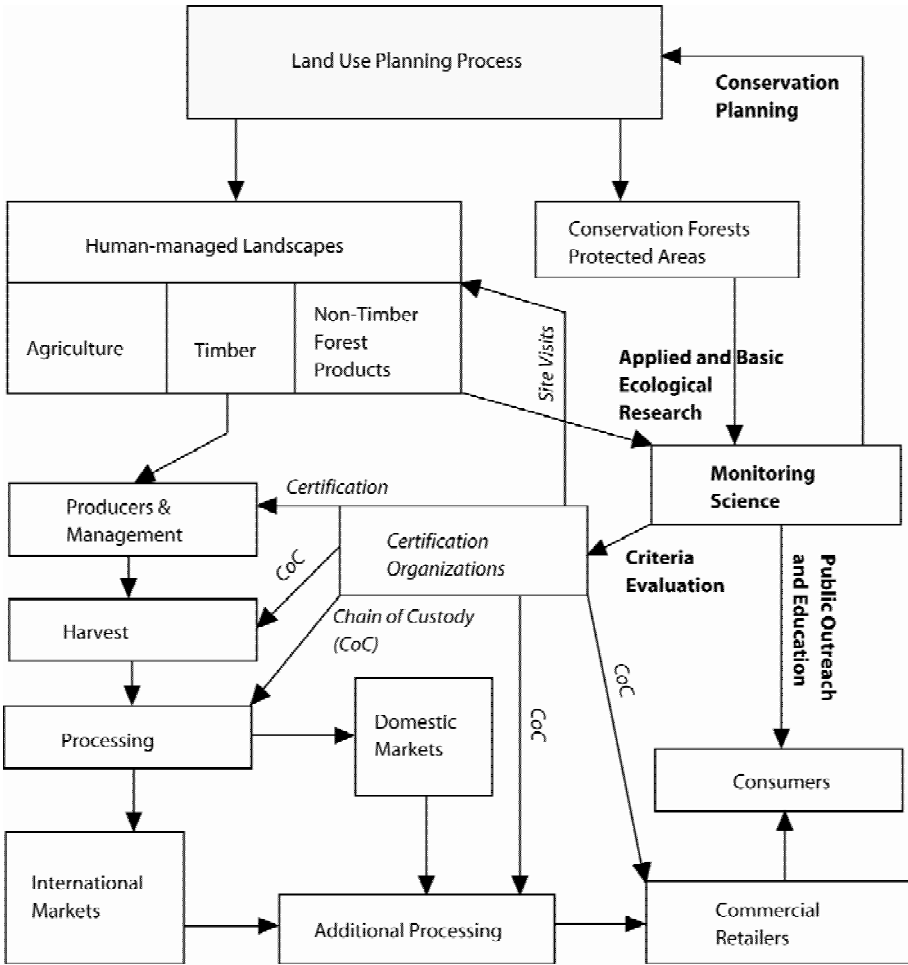 Land Use Planning Process
Conservation
Planning
Human-managed Landscapes
Conservation Forests
Protected Areas
Agriculture
Timber
Non-Timber
Forest
Products
Site Visits
Applied and Basic
Ecological
Research
Monitoring
Science
Producers &
Management
Certification
Certification
Organizations
Criteria
Evaluation
Public Outreach
and Education
CoC
Harvest
Chain of Custody
(CoC)
CoC
CoC
Processing
Domestic
Markets
Consumers
International
Markets
Additional Processing
Commercial
Retailers